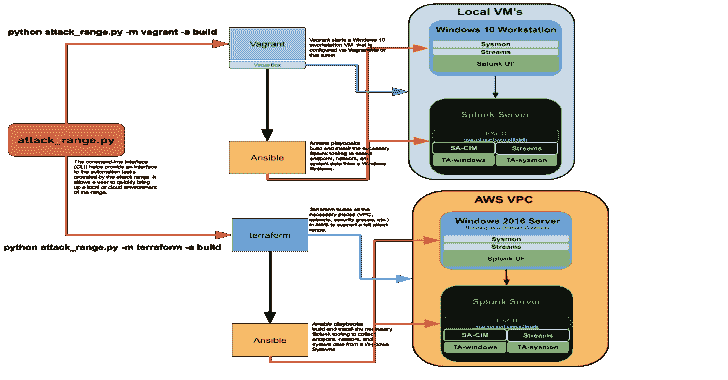 python attack_range.py -m vagrant -a build
Vagrant
Virtualbox
Vagrant starts a Windows 10
workstation VM that is
configured via Vagrantfile
Ansible
Ansible playbooks
build and install the necessary
Splunk tooling to collect
endpoint, network, and
system data from a Windows
Systems.
Local VM's
Windows 10 Workstation
Sysmon
Streams
Splunk UF
Splunk Server
SA-CIM
Streams
TA-windows
TA-sysmon
attack_range.py
The command-line interface
(CLI) helps provide an interface
to the automation tasks
provided by the attack range. It
allows a user to quickly bring
up a local or cloud environment
of the range.
python attack_range.py -m terraform -a build
terraform
Terraform builds all the
necessary pieces (VPC,
subnets, security groups, etc.)
in AWS to support a full attack
range.
Ansible
Ansible playbooks
build and install the necessary
Splunk tooling to collect
endpoint, network, and
system data from a Windows
Systems
AWS VPC
Windows 2016 Server
Sysmon
Streams
Splunk UF
Splunk Server
SA-CIM
Streams
TA-windows
TA-sysmon